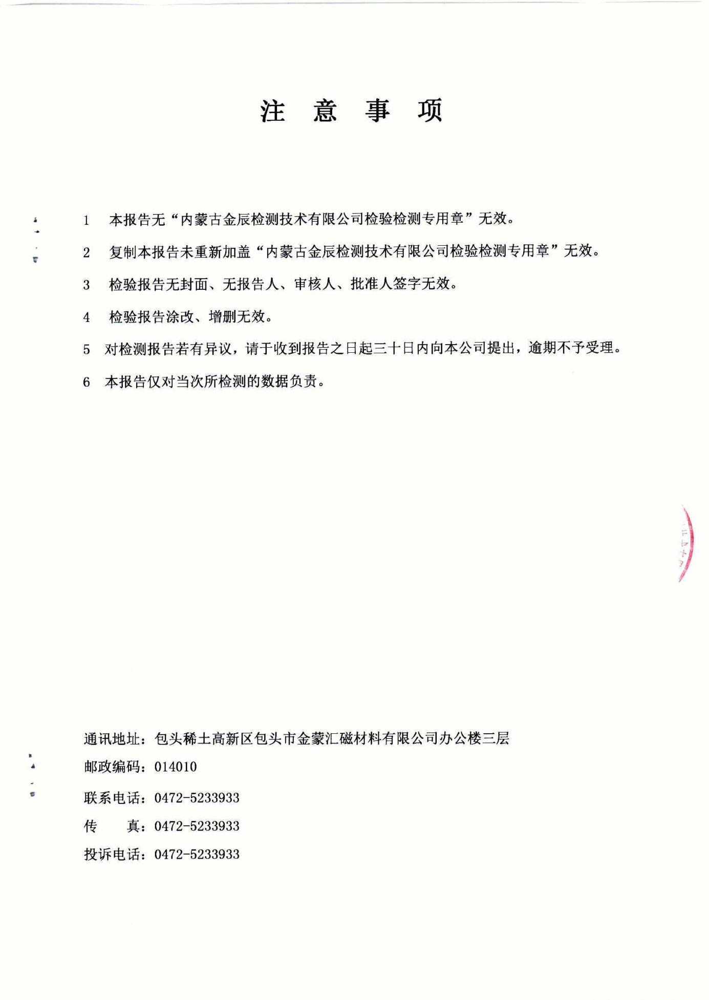 注意事项
1 本报告无“内蒙古金辰检测技术有限公司检验检测专用章”无效。
2 复制本报告未重新加盖“内蒙古金辰检测技术有限公司检验检测专用章”无效。
3 检验报告无封面、无报告人、审核人、批准人签字无效。
4 检验报告涂改、增删无效。
5 对检测报告若有异议，请于收到报告之日起三十日内向本公司提出，逾期不予受理。
6 本报告仅对当次所检测的数据负责。
通讯地址：包头稀土高新区包头市金蒙汇磁材料有限公司办公楼三层
邮政编码：014010
联系电话：0472-5233933
传 真：0472-5233933
投诉电话：0472-5233933